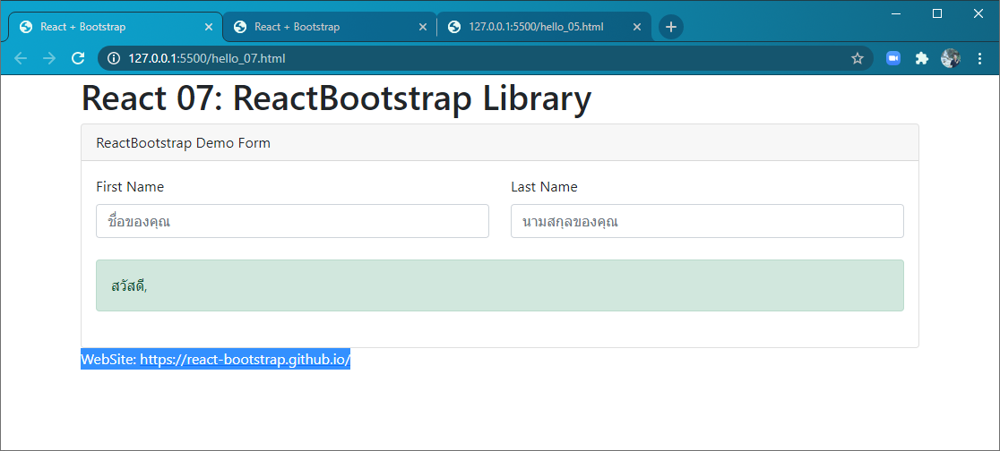 React + Bootstrap
React + Bootstrap
127.0.0.1:5500/hello_05.html
127.0.0.1:5500/hello_07.html
React 07: ReactBootstrap Library
ReactBootstrap Demo Form
First Name
Last Name
ชื่อของคุณ
นามสกุลของคุณ
สวัสดี,
WebSite: https://react-bootstrap.github.io/